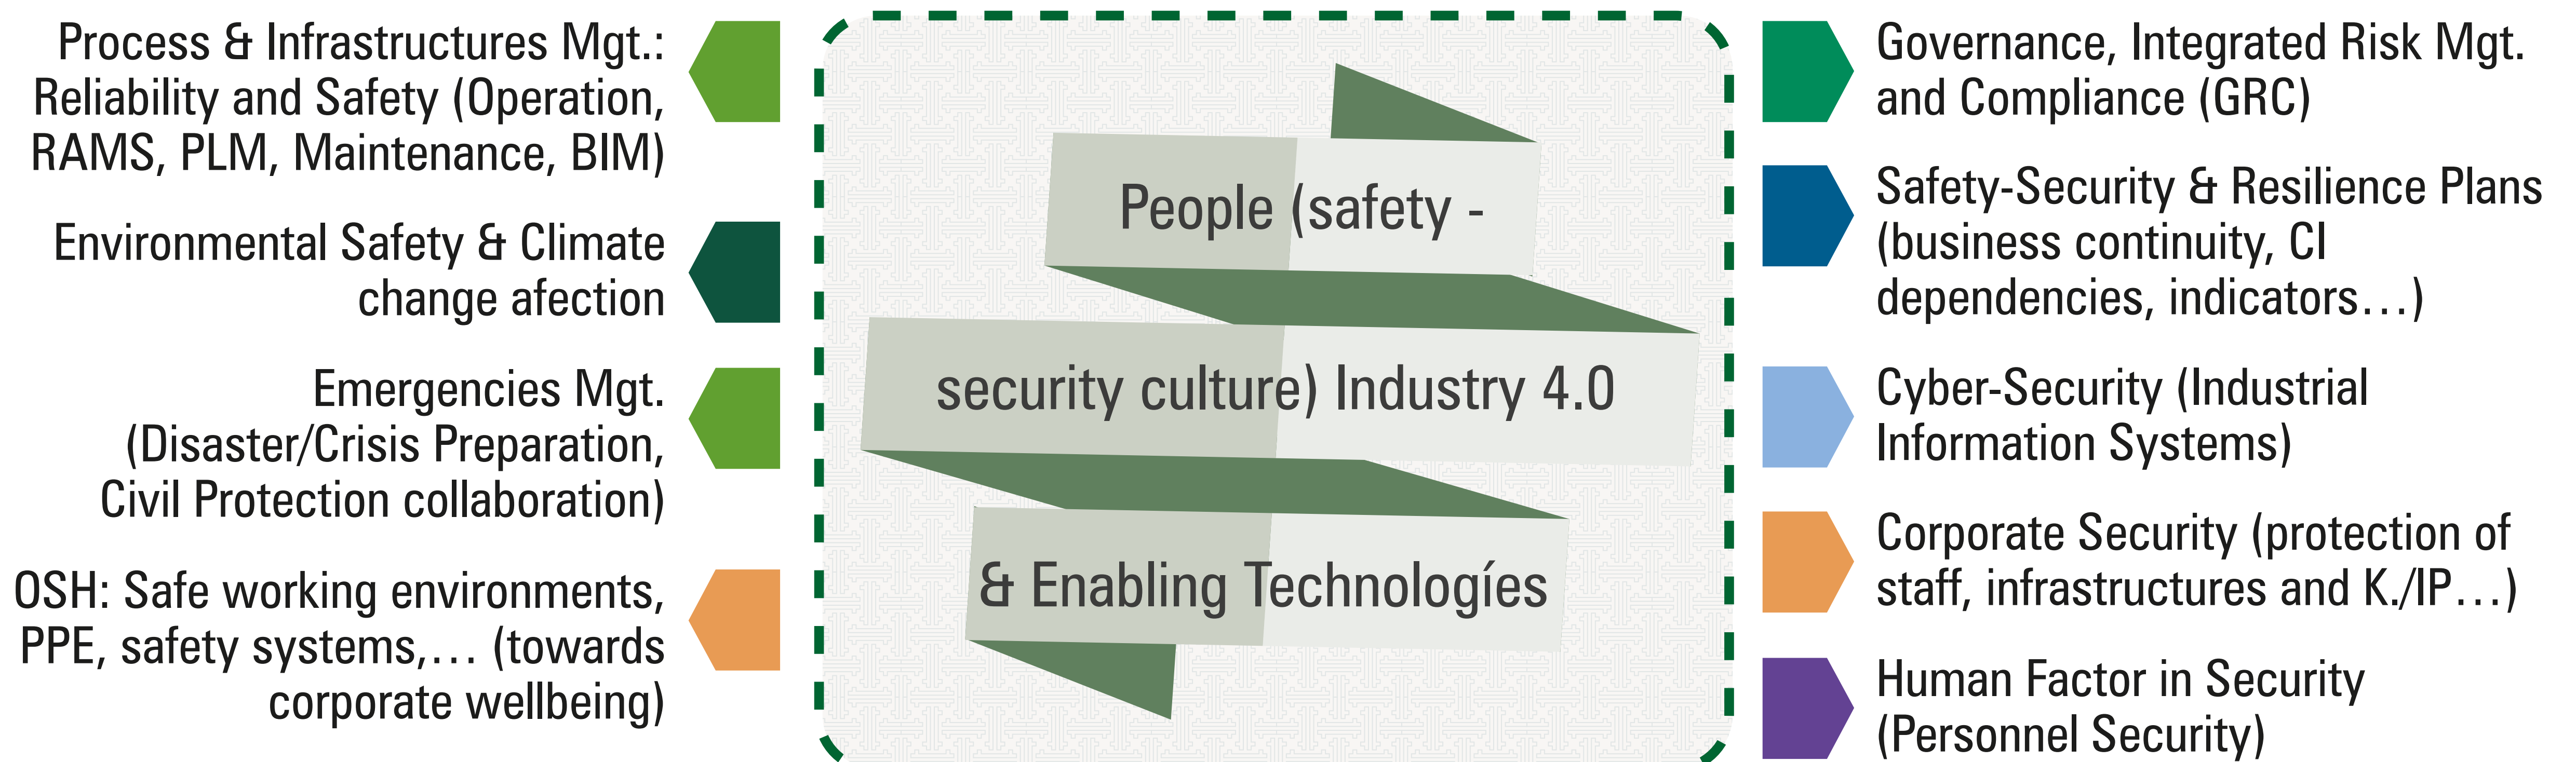 Process & Infrastructures Mgt.:
Reliability and Safety (Operation,
RAMS, PLM, Maintenance, BIM)
Environmental Safety & Climate
change afection
Emergencies Mgt.
(Disaster/Crisis Preparation,
Civil Protection collaboration)
OSH: Safe working environments,
PPE, safety systems,… (towards
corporate wellbeing)
People (safety -
security culture) Industry 4.0
& Enabling Technologíes
Governance, Integrated Risk Mgt.
and Compliance (GRC)
Safety-Security & Resilience Plans
(business continuity, CI
dependencies, indicators…)
Cyber-Security (Industrial
Information Systems)
Corporate Security (protection of
staff, infrastructures and K./IP…)
Human Factor in Security
(Personnel Security)